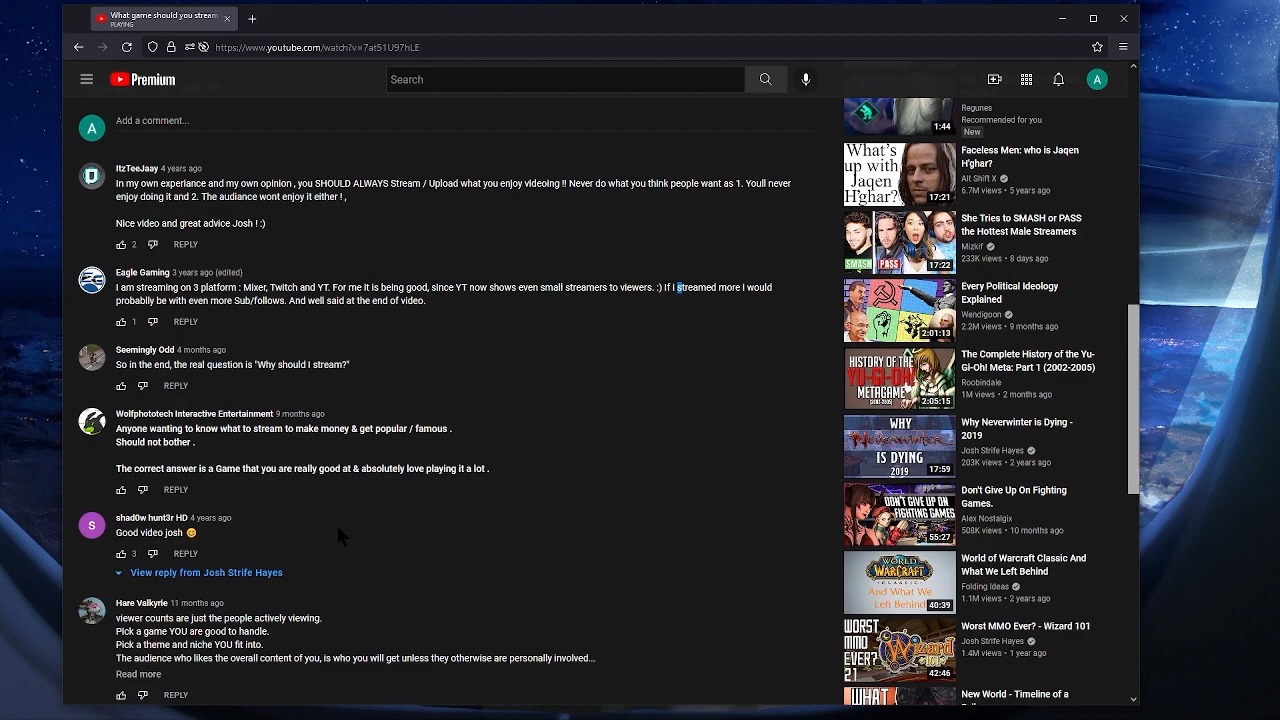 What game should you stream
PLAYING
https://www.youtube.com/watch?v=7at51U97hLE
Premium
Search
A
A
Add a comment...
ItzTeeJaay 4 years ago
In my own experiance and my own opinion , you SHOULD ALWAYS Stream / Upload what you enjoy videoing !! Never do what you think people want as 1. Youll never
enjoy doing it and 2. The audiance wont enjoy it either ! ,
Nice video and great advice Josh ! :)
2 REPLY
Eagle Gaming 3 years ago (edited)
I am streaming on 3 platform : Mixer, Twitch and YT. For me it is being good, since YT now shows even small streamers to viewers. :) If I streamed more I would
probablly be with even more Sub/follows. And well said at the end of video.
1 REPLY
Seemingly Odd 4 months ago
So in the end, the real question is "Why should I stream?"
REPLY
Wolfphototech Interactive Entertainment 9 months ago
Anyone wanting to know what to stream to make money & get popular / famous .
Should not bother .
The correct answer is a Game that you are really good at & absolutely love playing it a lot .
REPLY
S
shad0w hunt3r HD 4 years ago
Good video josh 😊
3 REPLY
View reply from Josh Strife Hayes
Hare Valkyrie 11 months ago
viewer counts are just the people actively viewing.
Pick a game YOU are good to handle.
Pick a theme and niche YOU fit into.
The audience who likes the overall content of you, is who you will get unless they otherwise are personally involved...
Read more
REPLY
1:44
Regunes
Recommended for you
New
What's
up with
Jaqen
H'ghar?
17:21
Faceless Men: who is Jaqen
H'ghar?
Alt Shift X
6.7M views • 5 years ago
SMASH
PASS
17:22
She Tries to SMASH or PASS
the Hottest Male Streamers
Mizkif
233K views • 8 days ago
2:01:13
Every Political Ideology
Explained
Wendigoon
2.2M views • 9 months ago
HISTORY OF THE
YU-GI-OH!
METAGAME
2:05:15
The Complete History of the Yu-
Gi-Oh! Meta: Part 1 (2002-2005)
Roobindale
1M views • 2 months ago
WHY
NEVERWINTER
IS DYING
2019
17:59
Why Neverwinter is Dying -
2019
Josh Strife Hayes
203K views • 2 years ago
DON'T GIVE UP ON
FIGHTING GAMES
55:27
Don't Give Up On Fighting
Games.
Alex Nostalgix
508K views • 10 months ago
WORLD
WARCRAFT
CLASSIC
And What We
Left Behind
40:39
World of Warcraft Classic And
What We Left Behind
Folding Ideas
1.1M views • 2 years ago
WORST
MMO
EVER?
21
Wizard
101
42:46
Worst MMO Ever? - Wizard 101
Josh Strife Hayes
1.4M views • 1 year ago
WHAT
New World - Timeline of a